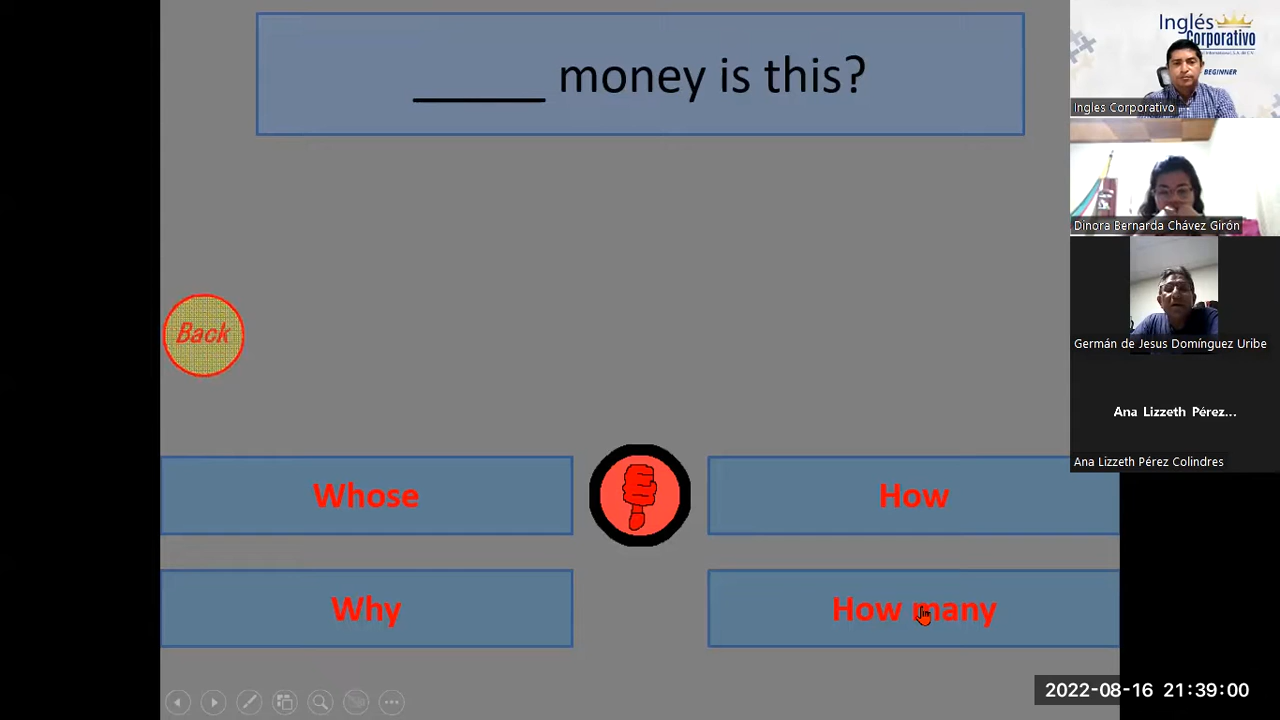 ______ money is this?
Back
Whose
How
Why
How many
Inglés
Corporativo
BEGINNER
Ingles Corporativo
Dinora Bernarda Chávez Girón
Germán de Jesus Domínguez Uribe
Ana Lizzeth Pérez...
Ana Lizzeth Pérez Colindres
2022-08-16 21:39:00